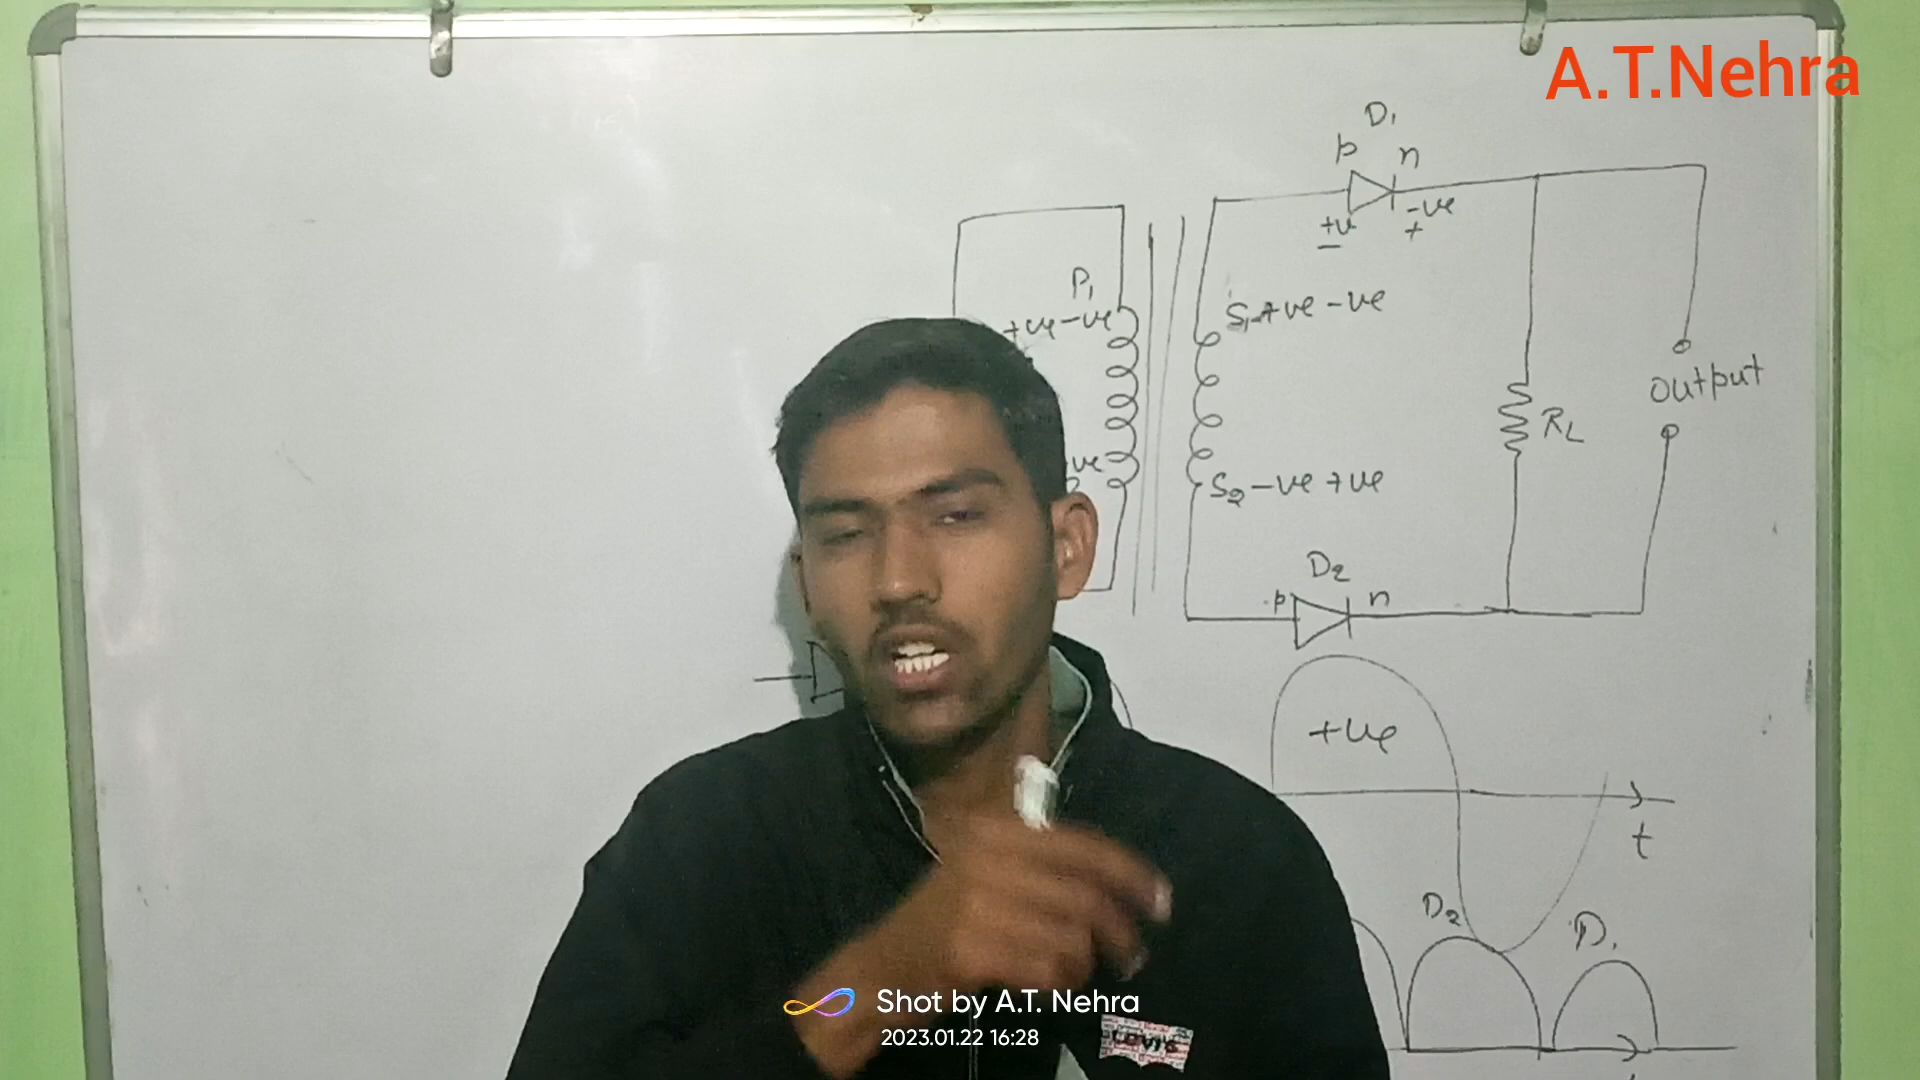 A.T.Nehra
D1
p n
+ve -ve
- +
P1
+ve -ve
S1 +ve -ve
output
RL
ve
S2 -ve +ve
D2
p n
+ve
t
D2 D1
Shot by A.T. Nehra
2023.01.22 16:28